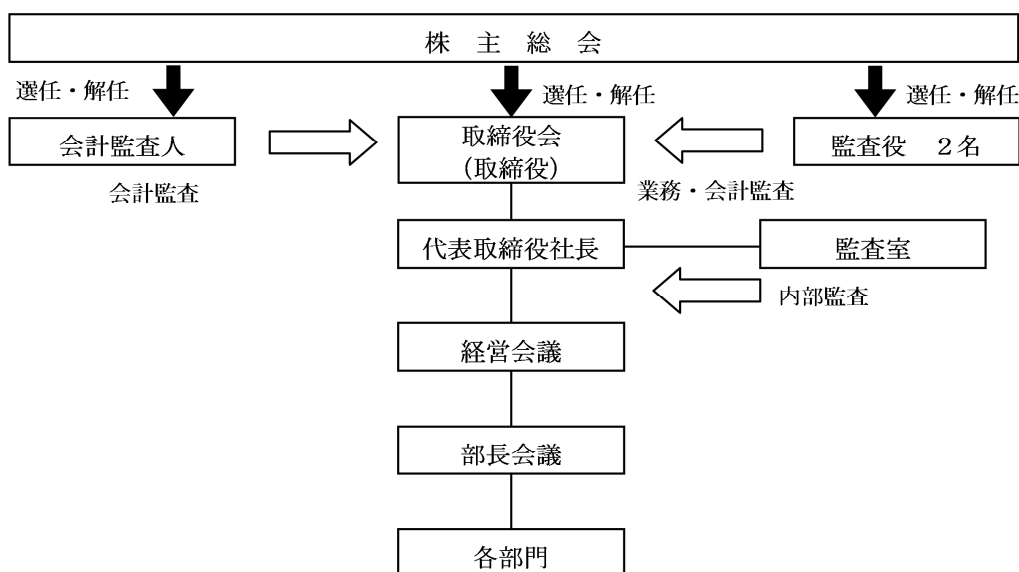 株 主 総 会
選任・解任
選任・解任
選任・解任
会計監査人
取締役会
(取締役)
監査役 2名
会計監査
業務・会計監査
代表取締役社長
監査室
内部監査
経営会議
部長会議
各部門